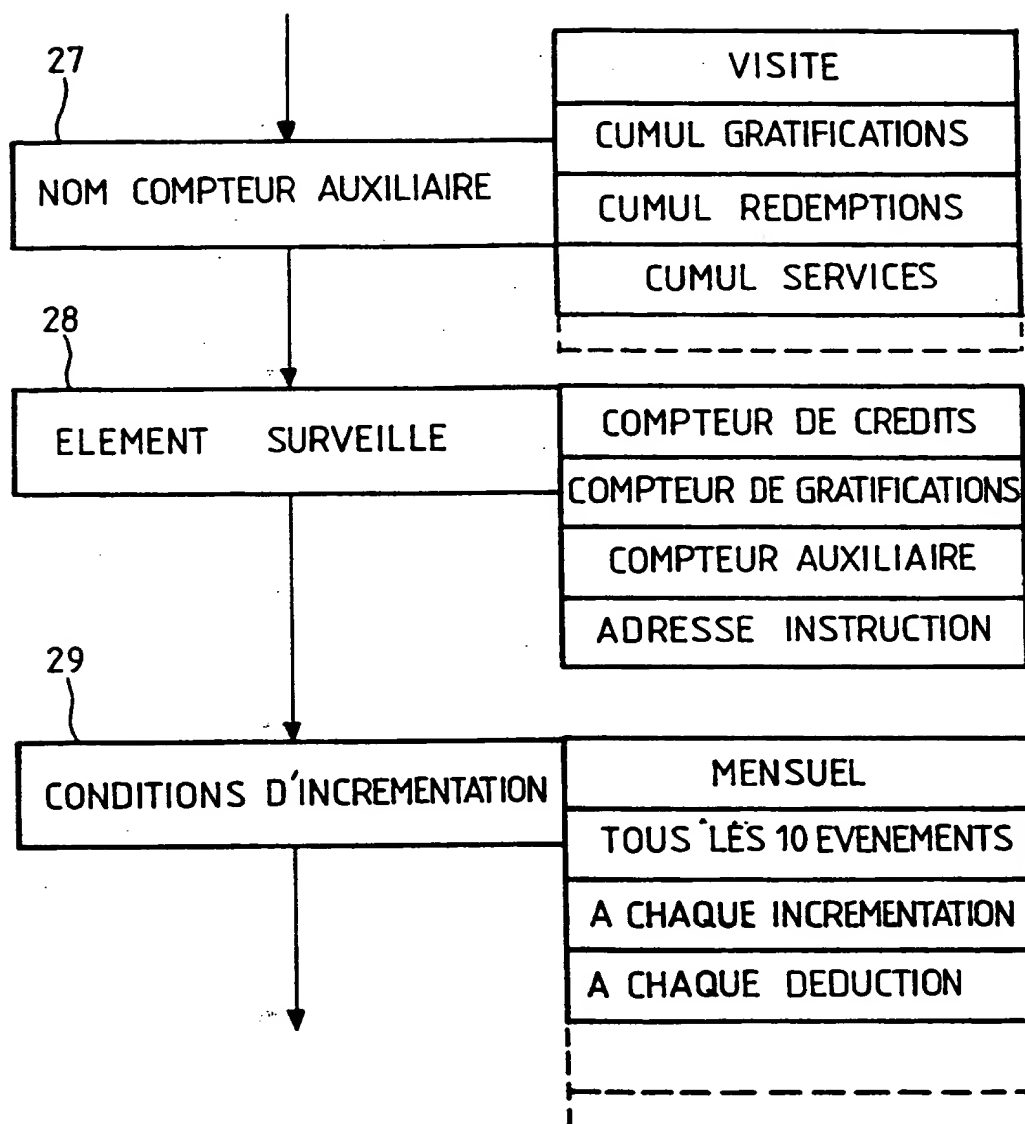 27
NOM COMPTEUR AUXILIAIRE
VISITE
CUMUL GRATIFICATIONS
CUMUL REDEMPTIONS
CUMUL SERVICES
28
ELEMENT SURVEILLE
COMPTEUR DE CREDITS
COMPTEUR DE GRATIFICATIONS
COMPTEUR AUXILIAIRE
ADRESSE INSTRUCTION
29
CONDITIONS D'INCREMENTATION
MENSUEL
TOUS LES 10 EVENEMENTS
A CHAQUE INCREMENTATION
A CHAQUE DEDUCTION